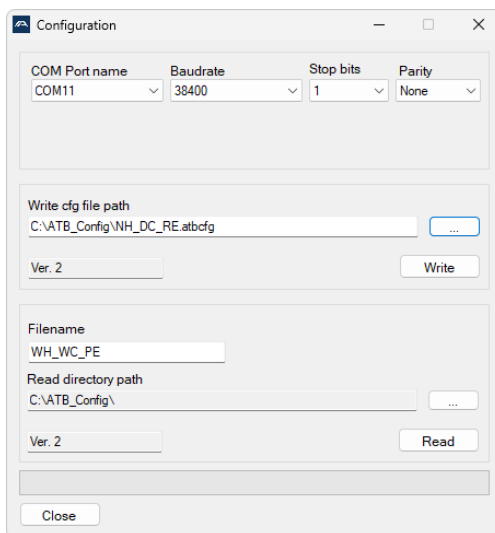 Configuration
COM Port name Baudrate Stop bits Parity
COM11 38400 1 None
Write cfg file path
C:\ATB_Config\NH_DC_RE.atbcfg ...
Ver. 2 Write
Filename
WH_WC_PE
Read directory path
C:\ATB_Config\ ...
Ver. 2 Read
Close